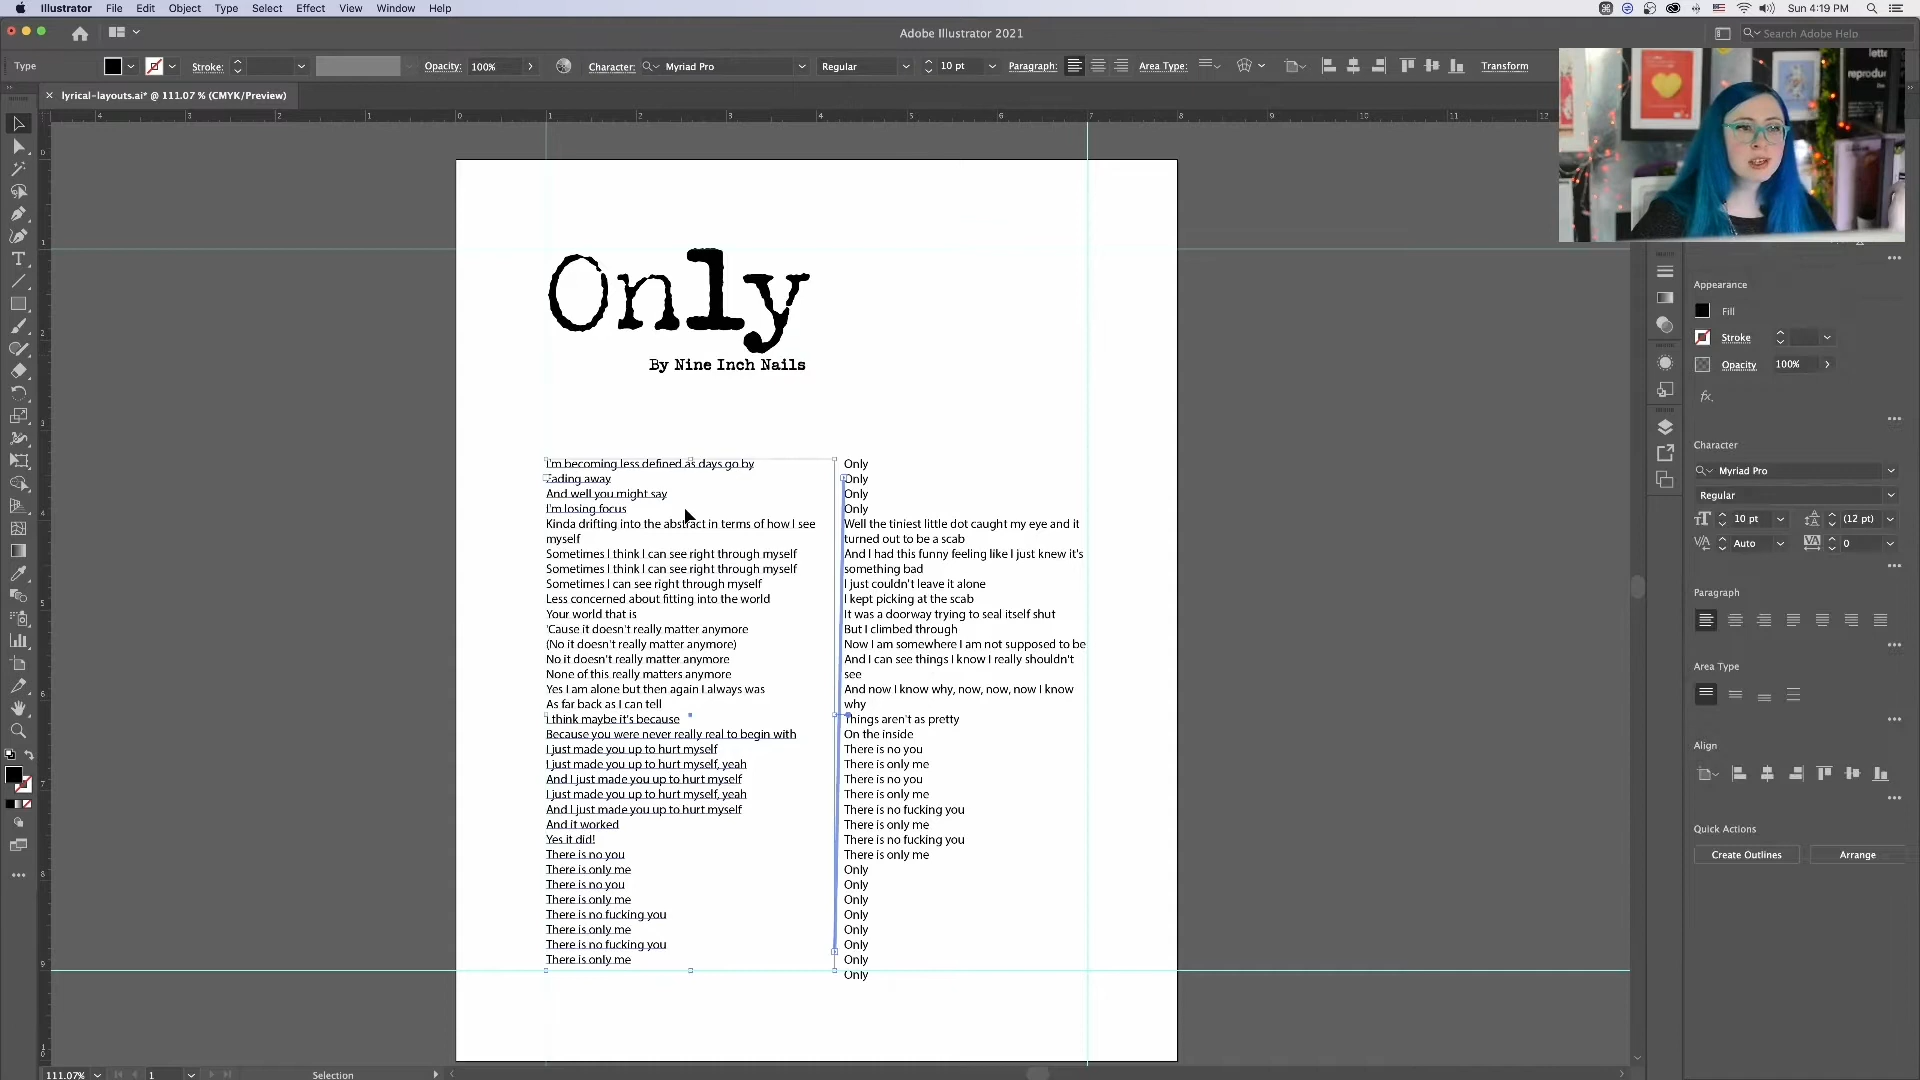 Illustrator File Edit Object Type Select Effect View Window Help
Sun 4:19 PM
Adobe Illustrator 2021
Search Adobe Help
Type Stroke: Opacity: 100% Character: Myriad Pro Regular 10 pt Paragraph: Area Type: Transform
lyrical-layouts.ai* @ 111.07 % (CMYK/Preview)
4 3 2 1 0 1 2 3 4 5 6 7 8 9 10 11 12
Only
By Nine Inch Nails
I'm becoming less defined as days go by
Fading away
And well you might say
I'm losing focus
Kinda drifting into the abstract in terms of how I see
myself
Sometimes I think I can see right through myself
Sometimes I think I can see right through myself
Sometimes I can see right through myself
Less concerned about fitting into the world
Your world that is
'Cause it doesn't really matter anymore
(No it doesn't really matter anymore)
No it doesn't really matter anymore
None of this really matters anymore
Yes I am alone but then again I always was
As far back as I can tell
I think maybe it's because
Because you were never really real to begin with
I just made you up to hurt myself
I just made you up to hurt myself, yeah
And I just made you up to hurt myself
I just made you up to hurt myself, yeah
And I just made you up to hurt myself
And it worked
Yes it did!
There is no you
There is only me
There is no you
There is only me
There is no fucking you
There is only me
There is no fucking you
There is only me
Only
Only
Only
Only
Well the tiniest little dot caught my eye and it
turned out to be a scab
And I had this funny feeling like I just knew it's
something bad
I just couldn't leave it alone
I kept picking at the scab
It was a doorway trying to seal itself shut
But I climbed through
Now I am somewhere I am not supposed to be
And I can see things I know I really shouldn't
see
And now I know why, now, now, now I know
why
Things aren't as pretty
On the inside
There is no you
There is only me
There is no you
There is only me
There is no fucking you
There is only me
There is no fucking you
There is only me
Only
Only
Only
Only
Only
Only
Only
Only
Appearance
Fill
Stroke
Opacity 100%
fx.
Character
Myriad Pro
Regular
10 pt (12 pt)
Auto 0
Paragraph
Area Type
Align
Quick Actions
Create Outlines Arrange
111.07% 1 Selection